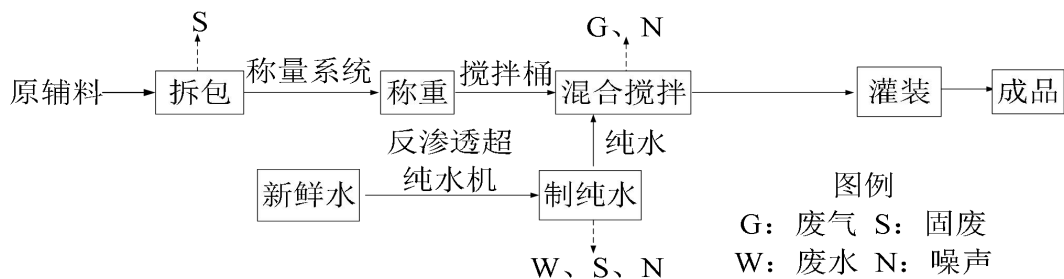 S
G、N
原辅料
拆包
称量系统
称重
搅拌桶
混合搅拌
灌装
成品
反渗透超
纯水机
纯水
新鲜水
制纯水
W、S、N
图例
G：废气 S：固废
W：废水 N：噪声